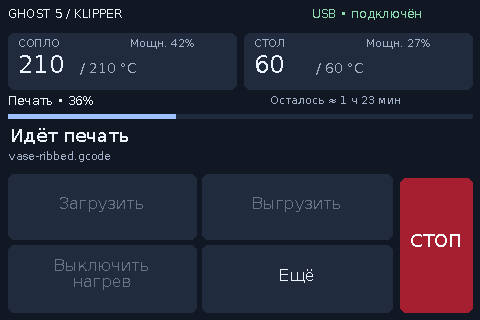 GHOST 5 / KLIPPER
USB • подключён
СОПЛО
Мощн. 42%
210 / 210 °C
СТОЛ
Мощн. 27%
60 / 60 °C
Печать • 36%
Осталось ≈ 1 ч 23 мин
Идёт печать
vase-ribbed.gcode
Загрузить
Выгрузить
Выключить
нагрев
Ещё
СТОП